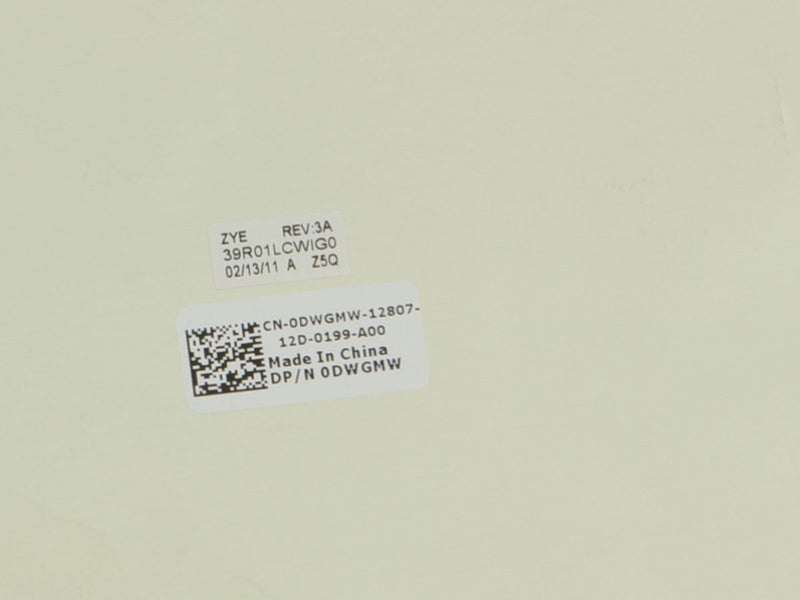 ZYE REV:3A
39R01LCWIG0
02/13/11 A Z5Q
CN-0DWGMW-12807-
12D-0199-A00
Made In China
DP/N 0DWGMW